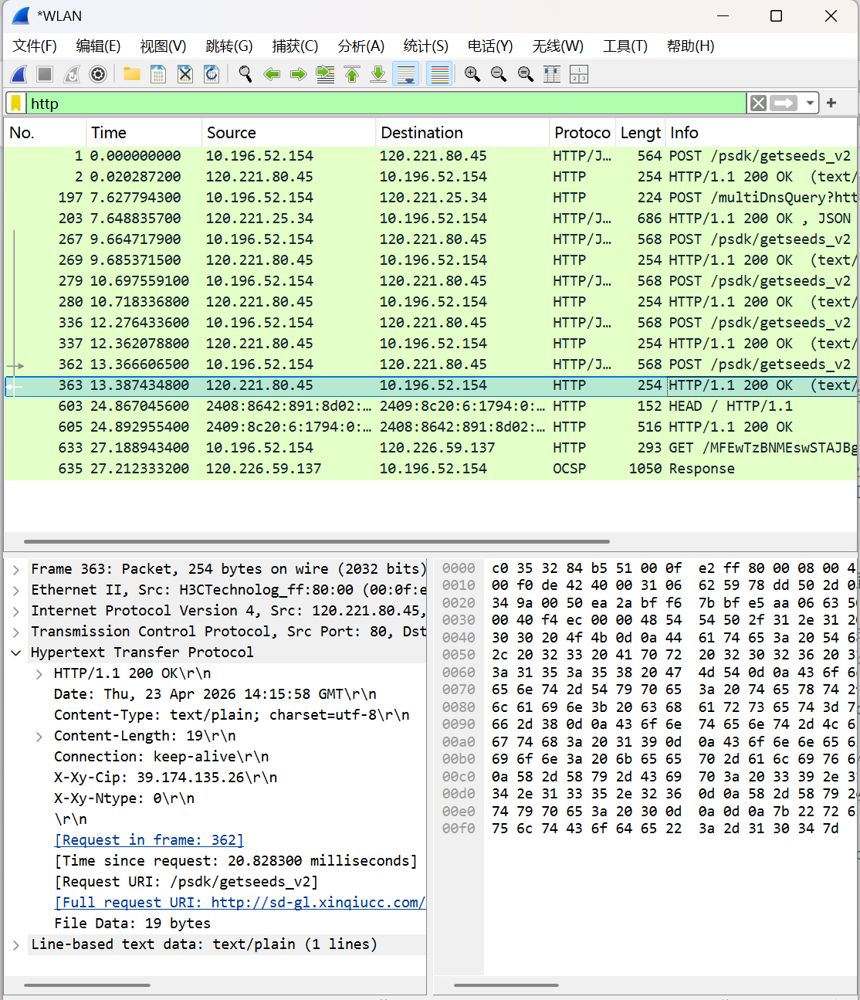 *WLAN
文件(F) 编辑(E) 视图(V) 跳转(G) 捕获(C) 分析(A) 统计(S) 电话(Y) 无线(W) 工具(T) 帮助(H)
http
No. Time Source Destination Protoco Lengt Info
1 0.000000000 10.196.52.154 120.221.80.45 HTTP/J… 564 POST /psdk/getseeds_v2
2 0.020287200 120.221.80.45 10.196.52.154 HTTP 254 HTTP/1.1 200 OK (text/
197 7.627794300 10.196.52.154 120.221.25.34 HTTP 224 POST /multiDnsQuery?htt
203 7.648835700 120.221.25.34 10.196.52.154 HTTP/J… 686 HTTP/1.1 200 OK , JSON
267 9.664717900 10.196.52.154 120.221.80.45 HTTP/J… 568 POST /psdk/getseeds_v2
269 9.685371500 120.221.80.45 10.196.52.154 HTTP 254 HTTP/1.1 200 OK (text/
279 10.697559100 10.196.52.154 120.221.80.45 HTTP/J… 568 POST /psdk/getseeds_v2
280 10.718336800 120.221.80.45 10.196.52.154 HTTP 254 HTTP/1.1 200 OK (text/
336 12.276433600 10.196.52.154 120.221.80.45 HTTP/J… 568 POST /psdk/getseeds_v2
337 12.362078800 120.221.80.45 10.196.52.154 HTTP 254 HTTP/1.1 200 OK (text/
362 13.366606500 10.196.52.154 120.221.80.45 HTTP/J… 568 POST /psdk/getseeds_v2
363 13.387434800 120.221.80.45 10.196.52.154 HTTP 254 HTTP/1.1 200 OK (text/
603 24.867045600 2408:8642:891:8d02:… 2409:8c20:6:1794:0:… HTTP 152 HEAD / HTTP/1.1
605 24.892955400 2409:8c20:6:1794:0:… 2408:8642:891:8d02:… HTTP 516 HTTP/1.1 200 OK
633 27.188943400 10.196.52.154 120.226.59.137 HTTP 293 GET /MFEwTzBNMEswSTAJBg
635 27.212333200 120.226.59.137 10.196.52.154 OCSP 1050 Response
Frame 363: Packet, 254 bytes on wire (2032 bits)
Ethernet II, Src: H3CTechnolog_ff:80:00 (00:0f:e
Internet Protocol Version 4, Src: 120.221.80.45,
Transmission Control Protocol, Src Port: 80, Dst
Hypertext Transfer Protocol
HTTP/1.1 200 OK\r\n
Date: Thu, 23 Apr 2026 14:15:58 GMT\r\n
Content-Type: text/plain; charset=utf-8\r\n
Content-Length: 19\r\n
Connection: keep-alive\r\n
X-Xy-Cip: 39.174.135.26\r\n
X-Xy-Ntype: 0\r\n
\r\n
[Request in frame: 362]
[Time since request: 20.828300 milliseconds]
[Request URI: /psdk/getseeds_v2]
[Full request URI: http://sd-gl.xinqiucc.com/
File Data: 19 bytes
Line-based text data: text/plain (1 lines)
0000 c0 35 32 84 b5 51 00 0f e2 ff 80 00 08 00 4
0010 00 f0 de 42 40 00 31 06 62 59 78 dd 50 2d 0
0020 34 9a 00 50 ea 2a bf f6 7b bf e5 aa 06 63 5
0030 00 40 f4 ec 00 00 48 54 54 50 2f 31 2e 31 2
0040 30 30 20 4f 4b 0d 0a 44 61 74 65 3a 20 54 6
0050 2c 20 32 33 20 41 70 72 20 32 30 32 36 20 3
0060 3a 31 35 3a 35 38 20 47 4d 54 0d 0a 43 6f 6
0070 65 6e 74 2d 54 79 70 65 3a 20 74 65 78 74 2
0080 6c 61 69 6e 3b 20 63 68 61 72 73 65 74 3d 7
0090 66 2d 38 0d 0a 43 6f 6e 74 65 6e 74 2d 4c 6
00a0 67 74 68 3a 20 31 39 0d 0a 43 6f 6e 6e 65 6
00b0 69 6f 6e 3a 20 6b 65 65 70 2d 61 6c 69 76 6
00c0 0a 58 2d 58 79 2d 43 69 70 3a 20 33 39 2e 3
00d0 34 2e 31 33 35 2e 32 36 0d 0a 58 2d 58 79 2
00e0 74 79 70 65 3a 20 30 0d 0a 0d 0a 7b 22 72 6
00f0 75 6c 74 43 6f 64 65 22 3a 2d 31 30 34 7d